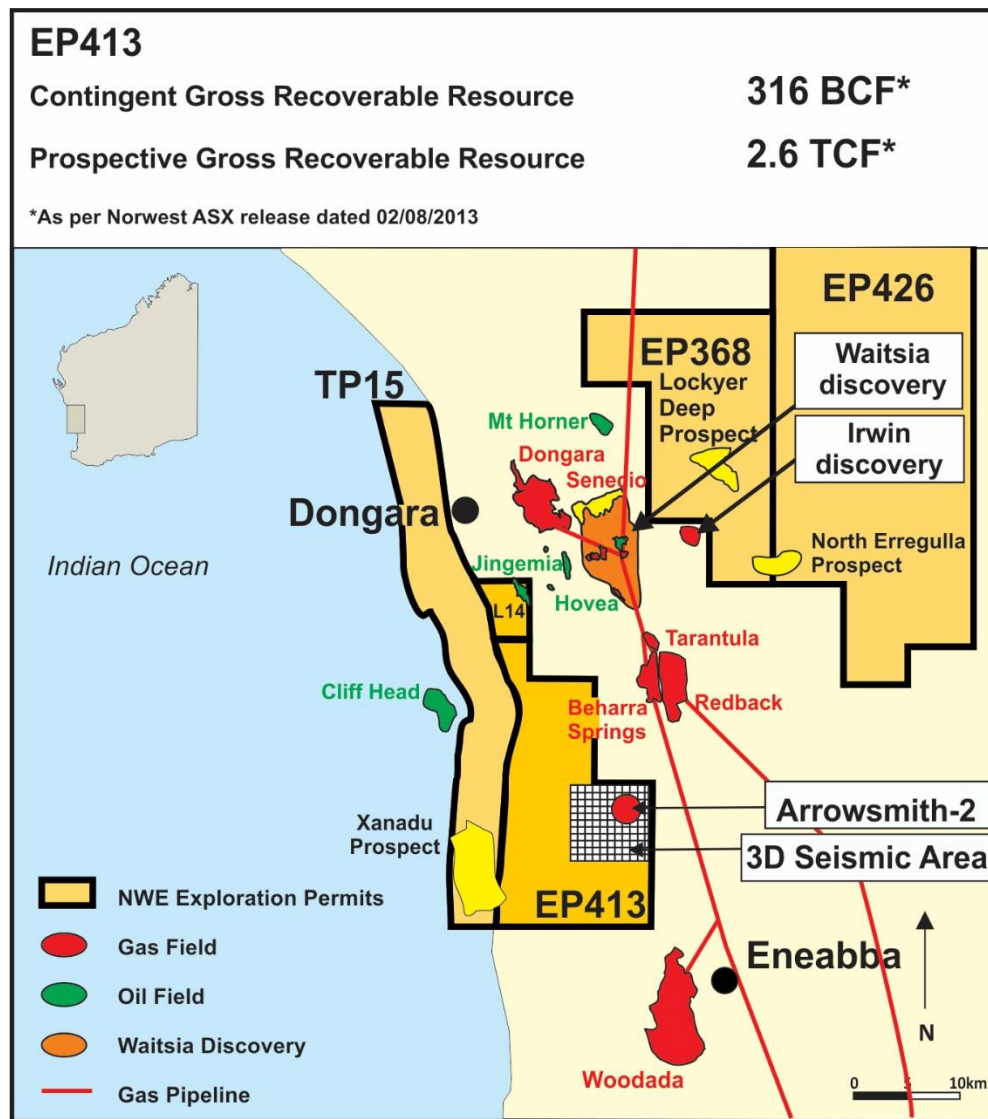 EP413
Contingent Gross Recoverable Resource 316 BCF*
Prospective Gross Recoverable Resource 2.6 TCF*
*As per Norwest ASX release dated 02/08/2013
EP426
EP368
Waitsia
discovery
Lockyer
Deep
Prospect
TP15
Mt Horner
Irwin
discovery
Dongara
Senecio
Dongara
Indian Ocean
North Erregulla
Prospect
Jingemia
Hovea
L14
Tarantula
Cliff Head
Beharra
Springs
Redback
Arrowsmith-2
Xanadu
Prospect
3D Seismic Area
EP413
NWE Exploration Permits
Gas Field
Oil Field
Waitsia Discovery
Gas Pipeline
Eneabba
Woodada
N
0 5 10km